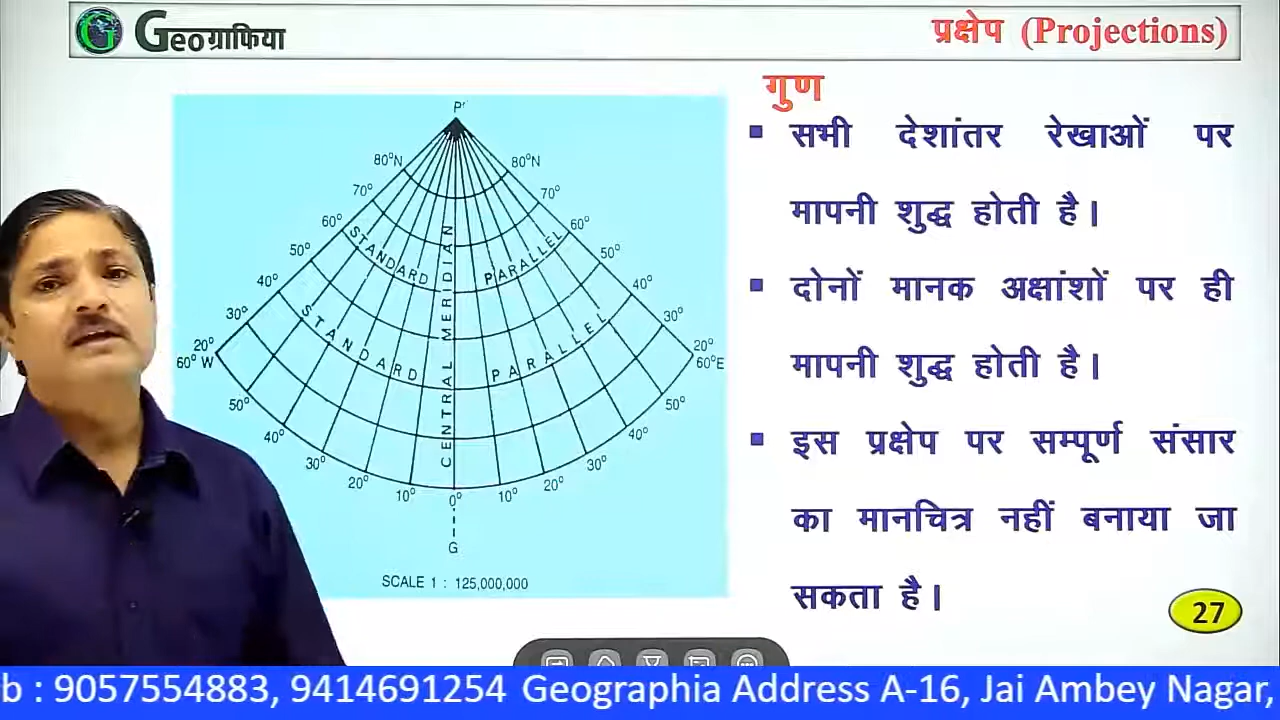 Geoग्राफिया
प्रक्षेप (Projections)
गुण
▪ सभी देशांतर रेखाओं पर
मापनी शुद्ध होती है।
▪ दोनों मानक अक्षांशों पर ही
मापनी शुद्ध होती है।
▪ इस प्रक्षेप पर सम्पूर्ण संसार
का मानचित्र नहीं बनाया जा
सकता है।
27
P'
80°N 80°N
70° 70°
60° 60°
STANDARD PARALLEL
50° 50°
40° 40°
30° 30°
STANDARD PARALLEL
20° 20°
60° W 60°E
CENTRAL MERIDIAN
50° 50°
40° 40°
30° 30°
20° 20°
10° 0° 10°
G
SCALE 1 : 125,000,000
b : 9057554883, 9414691254 Geographia Address A-16, Jai Ambey Nagar,